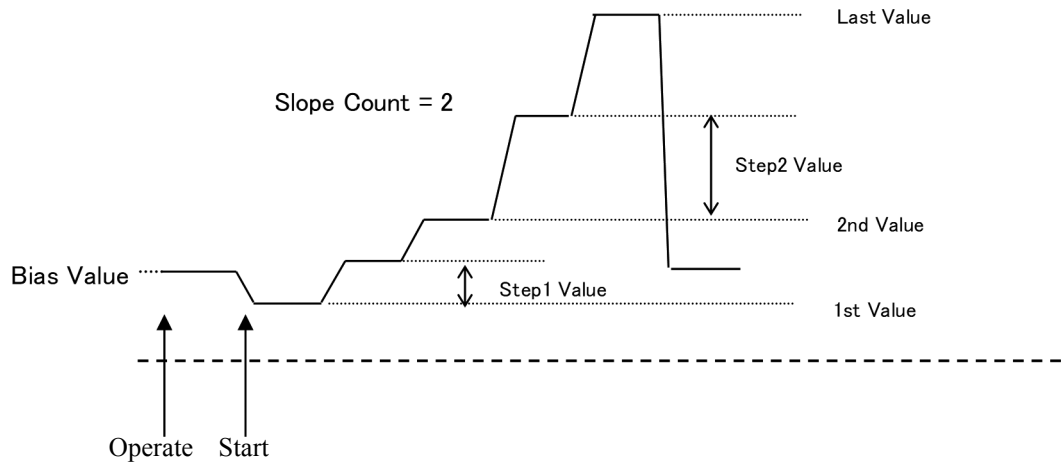 Last Value
Slope Count = 2
Step2 Value
2nd Value
Bias Value
Step1 Value
1st Value
Operate
Start